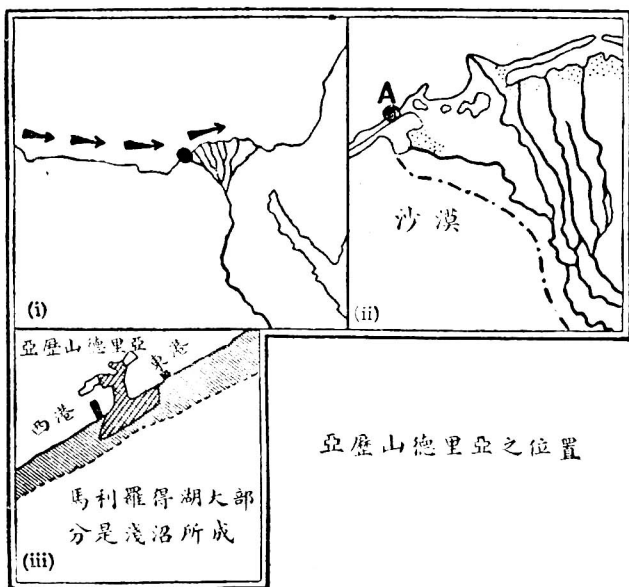 (i)
A
沙漠
(ii)
亞歷山德里亞
東港
西港
馬利羅得湖大部
分是淺沼所成
(iii)
亞歷山德里亞之位置